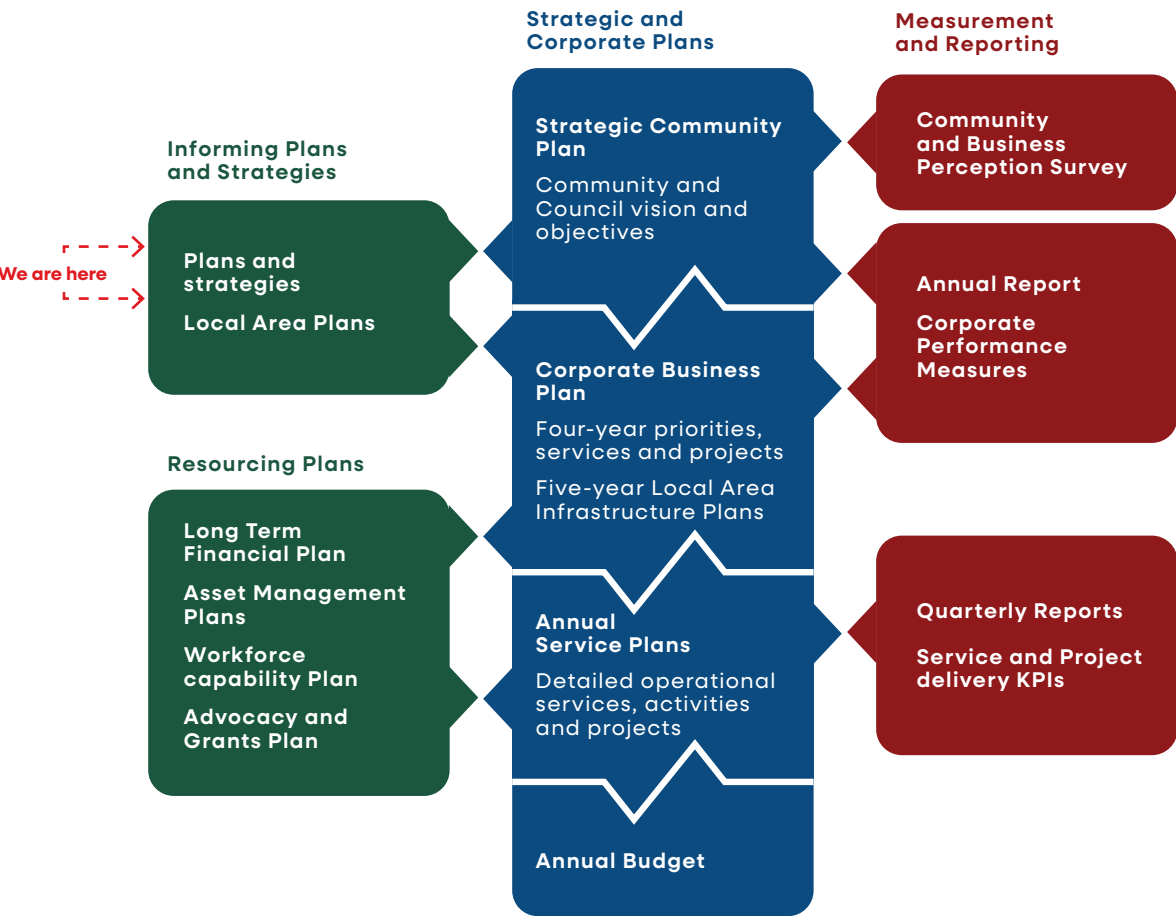 Strategic and
Corporate Plans
Measurement
and Reporting
Informing Plans
and Strategies
We are here
Plans and
strategies
Local Area Plans
Resourcing Plans
Long Term
Financial Plan
Asset Management
Plans
Workforce
capability Plan
Advocacy and
Grants Plan
Strategic Community
Plan
Community and
Council vision and
objectives
Corporate Business
Plan
Four-year priorities,
services and projects
Five-year Local Area
Infrastructure Plans
Annual
Service Plans
Detailed operational
services, activities
and projects
Annual Budget
Community
and Business
Perception Survey
Annual Report
Corporate
Performance
Measures
Quarterly Reports
Service and Project
delivery KPIs